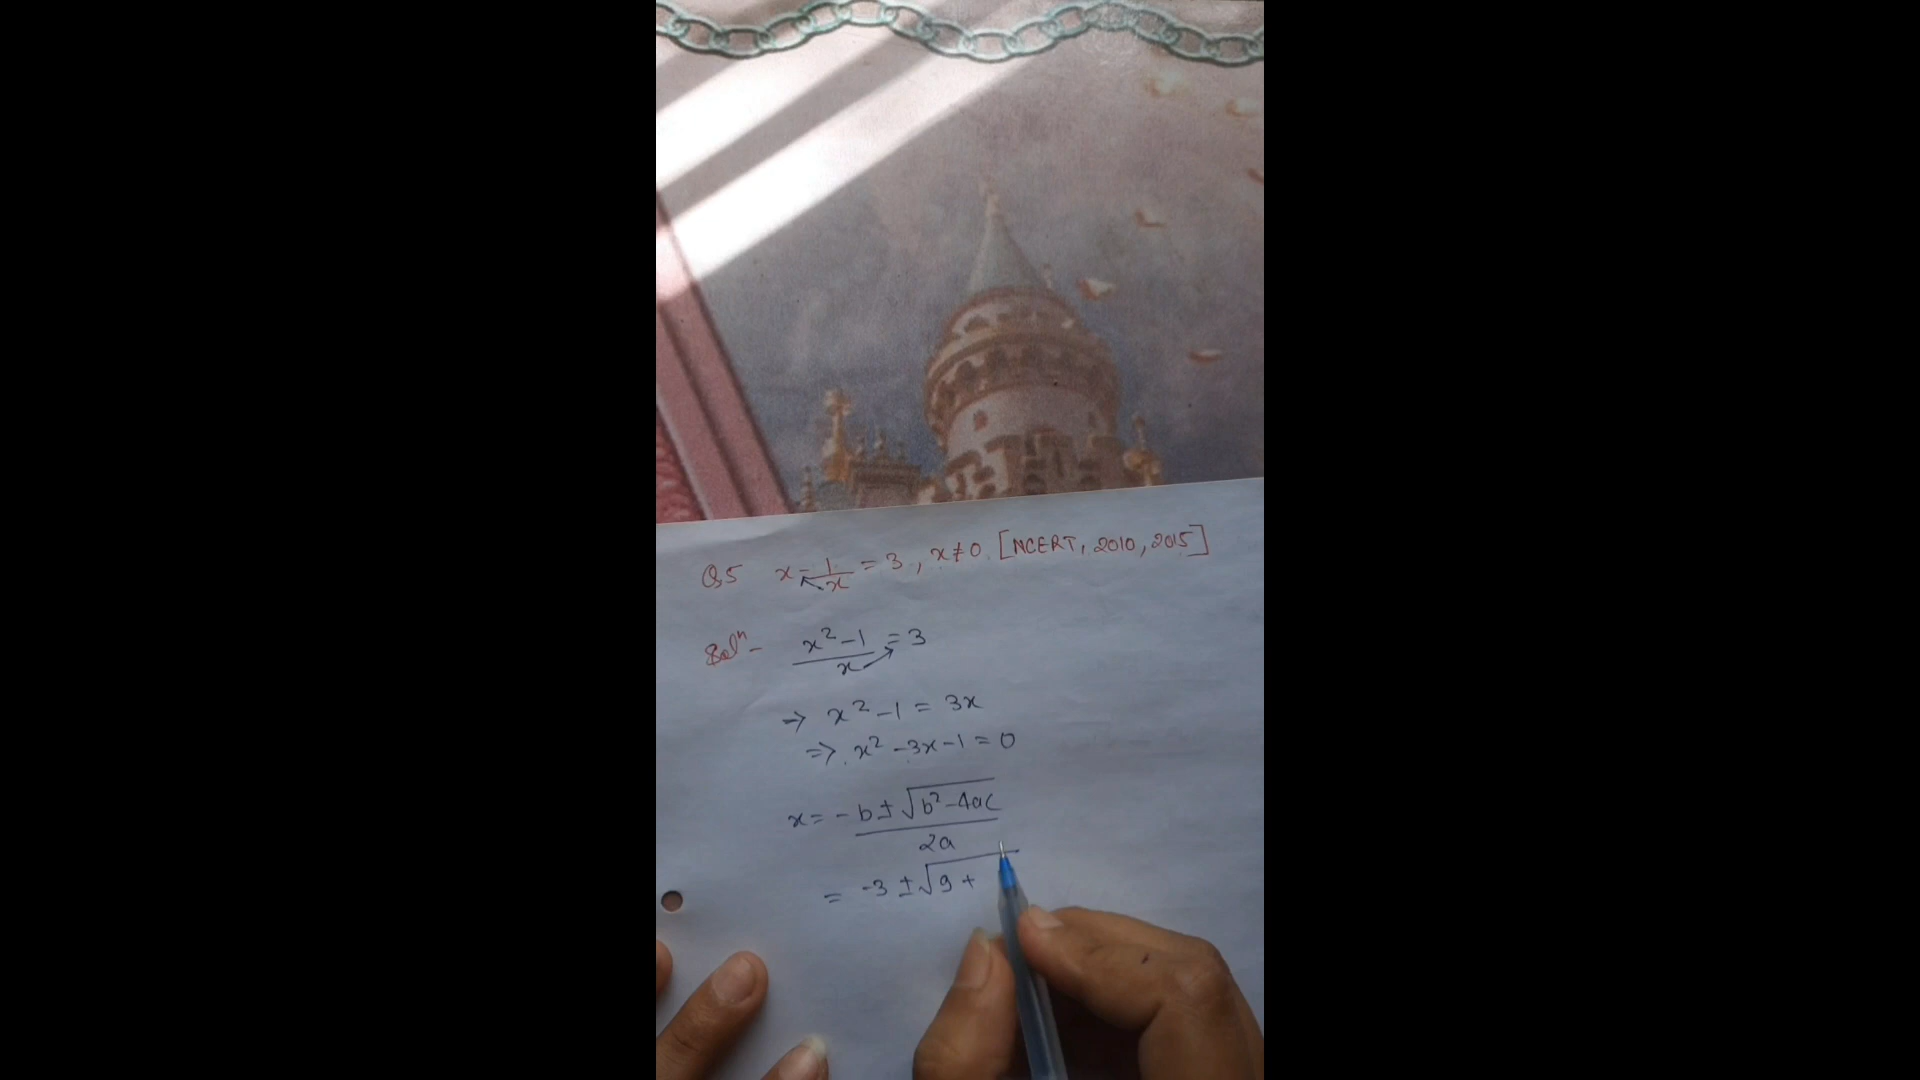 Q5 x - 1/x = 3, x ≠ 0. [NCERT, 2010, 2015]
Solⁿ - x² - 1 / x = 3
→ x² - 1 = 3x
⇒ x² - 3x - 1 = 0
x = -b ± √b² - 4ac / 2a
= -3 ± √9 +